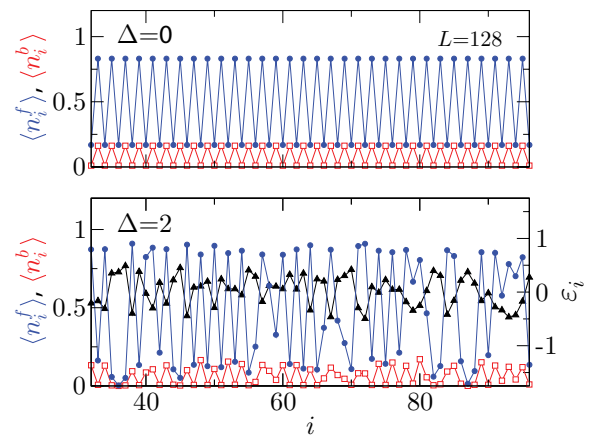 1
0.5
0
⟨n_i^f⟩, ⟨n_i^b⟩
Δ=0
L=128
1
0.5
0
⟨n_i^f⟩, ⟨n_i^b⟩
Δ=2
1
0
-1
ε_i
40
60
80
i